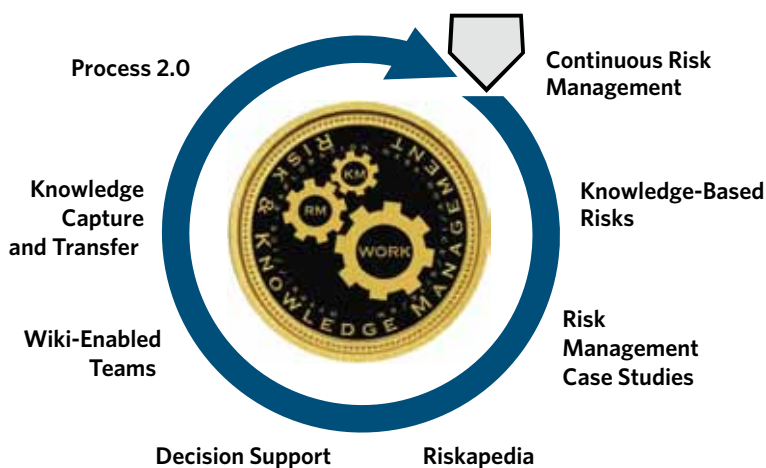 Process 2.0
Continuous Risk
Management
Knowledge
Capture
and Transfer
Knowledge-Based
Risks
RISK & KNOWLEDGE MANAGEMENT
KM
RM
WORK
Wiki-Enabled
Teams
Risk
Management
Case Studies
Decision Support
Riskapedia